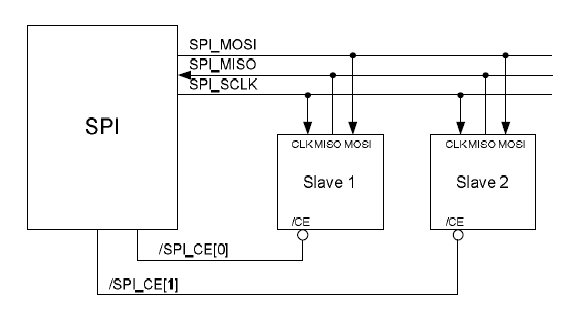 SPI_MOSI
SPI_MISO
SPI_SCLK
SPI
CLK MISO MOSI
CLK MISO MOSI
Slave 1
Slave 2
/CE
/CE
/SPI_CE[0]
/SPI_CE[1]